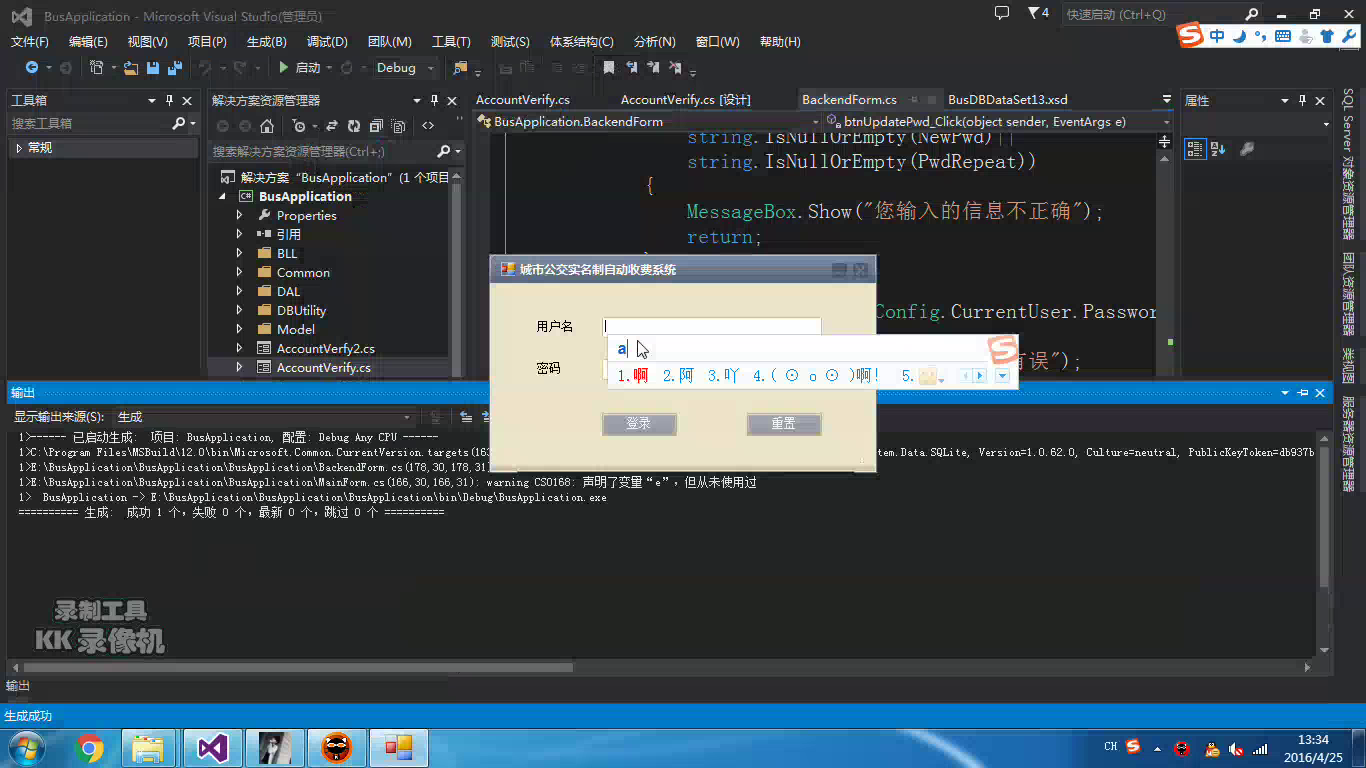 BusApplication - Microsoft Visual Studio(管理员)
4
快速启动 (Ctrl+Q)
文件(F) 编辑(E) 视图(V) 项目(P) 生成(B) 调试(D) 团队(M) 工具(T) 测试(S) 体系结构(C) 分析(N) 窗口(W) 帮助(H)
中
启动 Debug
工具箱
搜索工具箱
常规
解决方案资源管理器
搜索解决方案资源管理器(Ctrl+;)
解决方案 "BusApplication" (1 个项目
BusApplication
Properties
引用
BLL
Common
DAL
DBUtility
Model
AccountVerfy2.cs
AccountVerify.cs
AccountVerify.cs AccountVerify.cs [设计] BackendForm.cs BusDBDataSet13.xsd
BusApplication.BackendForm btnUpdatePwd_Click(object sender, EventArgs e)
string.IsNullOrEmpty(NewPwd)||
string.IsNullOrEmpty(PwdRepeat))
{
MessageBox.Show("您输入的信息不正确");
return;
Config.CurrentUser.Passwor
有误");
属性
SQL Server 对象资源管理器
团队资源管理器
类视图
服务器资源管理器
城市公交实名制自动收费系统
用户名
密码
登录 重置
a
1.啊 2.阿 3.吖 4.( ⊙ o ⊙ )啊! 5.
输出
显示输出来源(S): 生成
1>------ 已启动生成: 项目: BusApplication, 配置: Debug Any CPU ------
1>C:\Program Files\MSBuild\12.0\bin\Microsoft.Common.CurrentVersion.targets(163 tem.Data.SQLite, Version=1.0.62.0, Culture=neutral, PublicKeyToken=db937b
1>E:\BusApplication\BusApplication\BusApplication\BackendForm.cs(178,30,178,31
1>E:\BusApplication\BusApplication\BusApplication\MainForm.cs(166,30,166,31): warning CS0168: 声明了变量“e”，但从未使用过
1> BusApplication -> E:\BusApplication\BusApplication\BusApplication\bin\Debug\BusApplication.exe
========== 生成: 成功 1 个，失败 0 个，最新 0 个，跳过 0 个 ==========
录制工具
KK 录像机
输出
生成成功
CH
13:34
2016/4/25